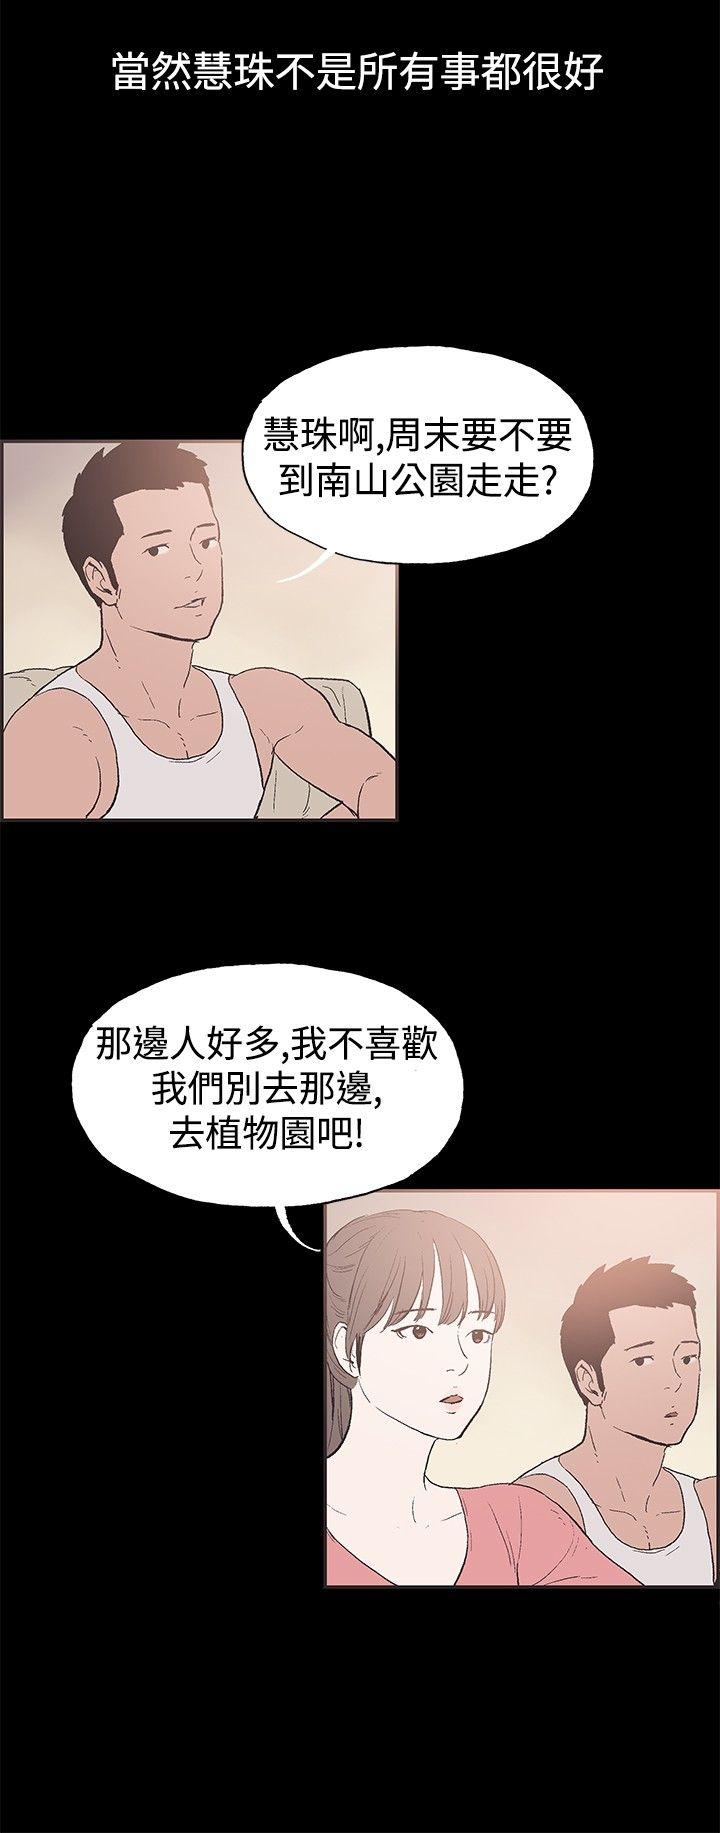 當然慧珠不是所有事都很好
慧珠啊,周末要不要
到南山公園走走?
那邊人好多,我不喜歡
我們別去那邊,
去植物園吧!